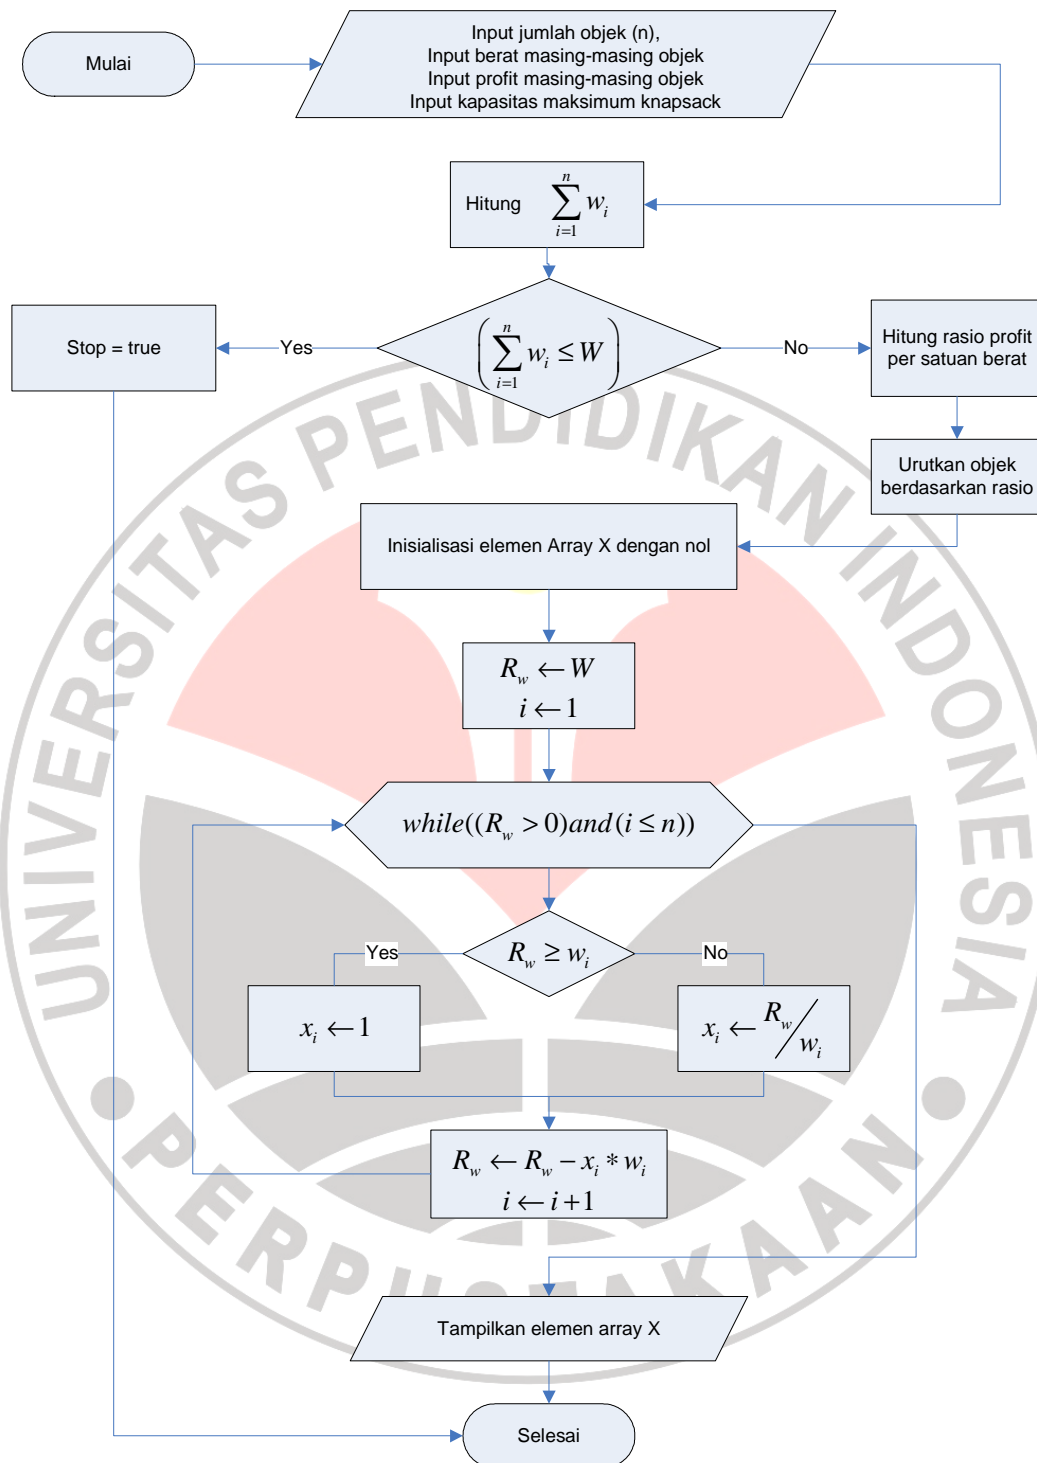 Mulai
Input jumlah objek (n),
Input berat masing-masing objek
Input profit masing-masing objek
Input kapasitas maksimum knapsack
Hitung ∑_{i=1}^{n} w_i
(∑_{i=1}^{n} w_i ≤ W)
Yes
No
Stop = true
Hitung rasio profit
per satuan berat
Urutkan objek
berdasarkan rasio
Inisialisasi elemen Array X dengan nol
R_w ← W
i ← 1
while((R_w > 0)and(i ≤ n))
R_w ≥ w_i
Yes
No
x_i ← 1
x_i ← R_w/w_i
R_w ← R_w − x_i * w_i
i ← i+1
Tampilkan elemen array X
Selesai
UNIVERSITAS PENDIDIKAN INDONESIA
PERPUSTAKAAN